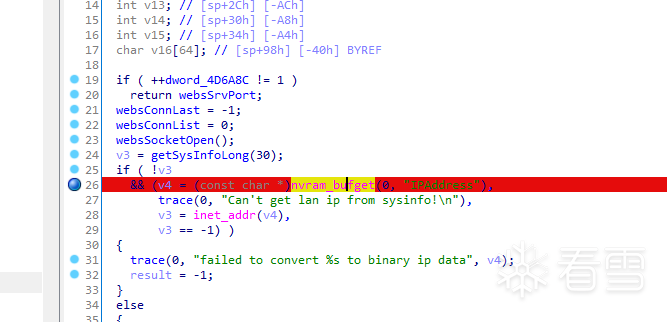 14 int v13; // [sp+2Ch] [-ACh]
15 int v14; // [sp+30h] [-A8h]
16 int v15; // [sp+34h] [-A4h]
17 char v16[64]; // [sp+98h] [-40h] BYREF
18
19 if ( ++dword_4D6A8C != 1 )
20 return websSrvPort;
21 websConnLast = -1;
22 websConnList = 0;
23 websSocketOpen();
24 v3 = getSysInfoLong(30);
25 if ( !v3
26 && (v4 = (const char *)nvram_bufget(0, "IPAddress"),
27 trace(0, "Can't get lan ip from sysinfo!\n"),
28 v3 = inet_addr(v4),
29 v3 == -1) )
30 {
31 trace(0, "failed to convert %s to binary ip data", v4);
32 result = -1;
33 }
34 else
35 {
看雪